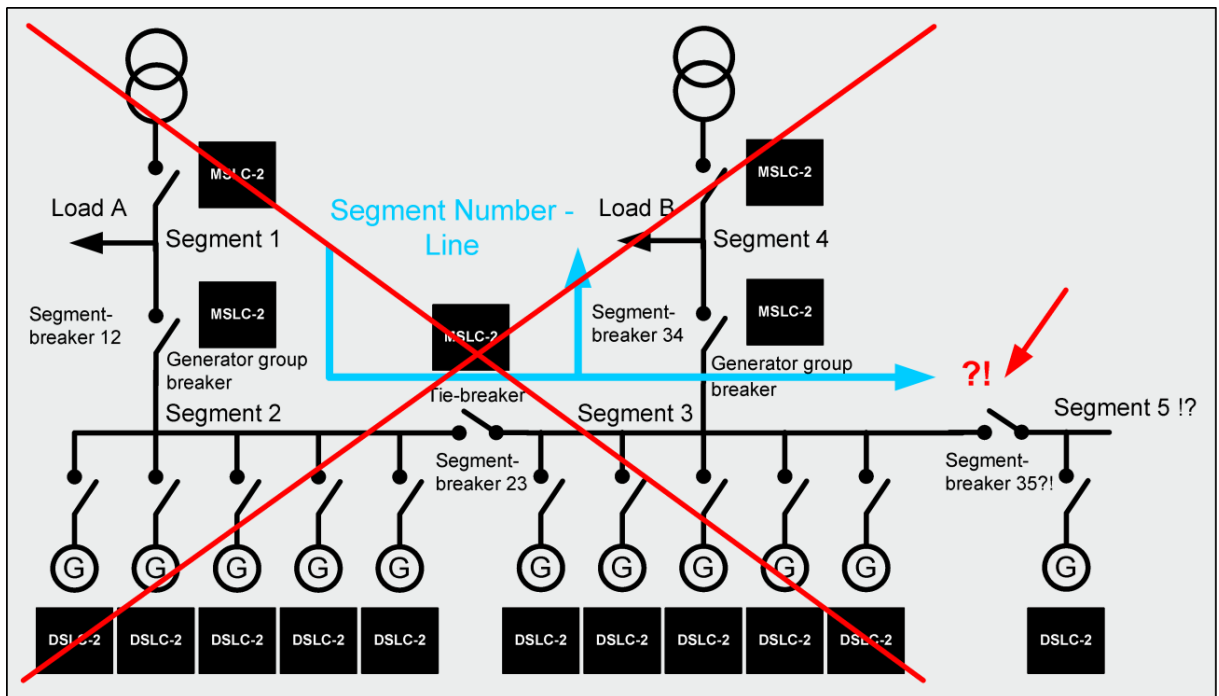 MSLC-2
MSLC-2
Load A
Segment Number -
Line
Load B
Segment 1
Segment 4
Segment-
breaker 12
MSLC-2
MSLC-2
Segment-
breaker 34
MSLC-2
Generator group
breaker
Generator group
breaker
?!
Tie-breaker
Segment 2
Segment 3
Segment 5 !?
Segment-
breaker 23
Segment-
breaker 35?!
G G G G G G G G G G G
DSLC-2 DSLC-2 DSLC-2 DSLC-2 DSLC-2 DSLC-2 DSLC-2 DSLC-2 DSLC-2 DSLC-2 DSLC-2